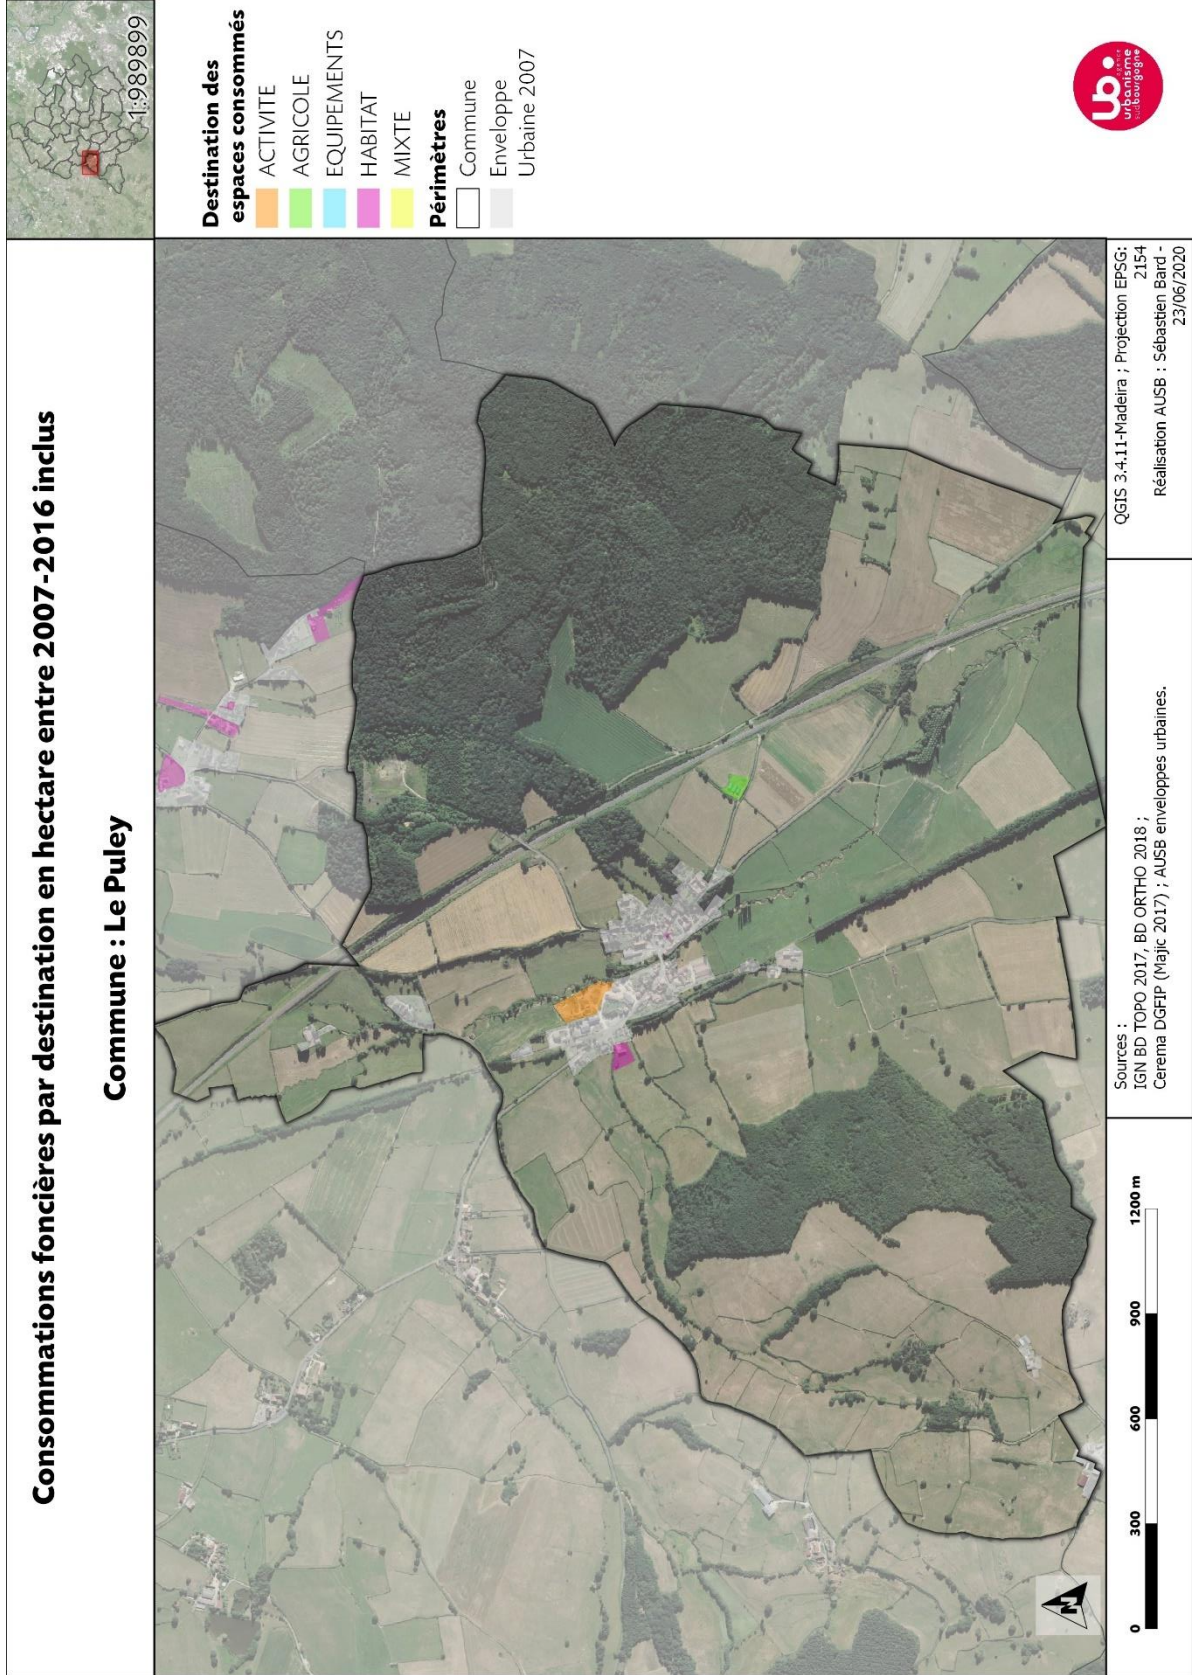 Consommations foncières par destination en hectare entre 2007-2016 inclus
Commune : Le Puley
1:989899
Destination des
espaces consommés
ACTIVITE
AGRICOLE
EQUIPEMENTS
HABITAT
MIXTE
Périmètres
Commune
Enveloppe
Urbaine 2007
N
0 300 600 900 1200 m
Sources :
IGN BD TOPO 2017, BD ORTHO 2018 ;
Cerema DGFIP (Majic 2017) ; AUSB enveloppes urbaines.
QGIS 3.4.11-Madeira ; Projection EPSG:
2154
Réalisation AUSB : Sébastien Bard -
23/06/2020
ub.
agence
urbanisme
sudbourgogne